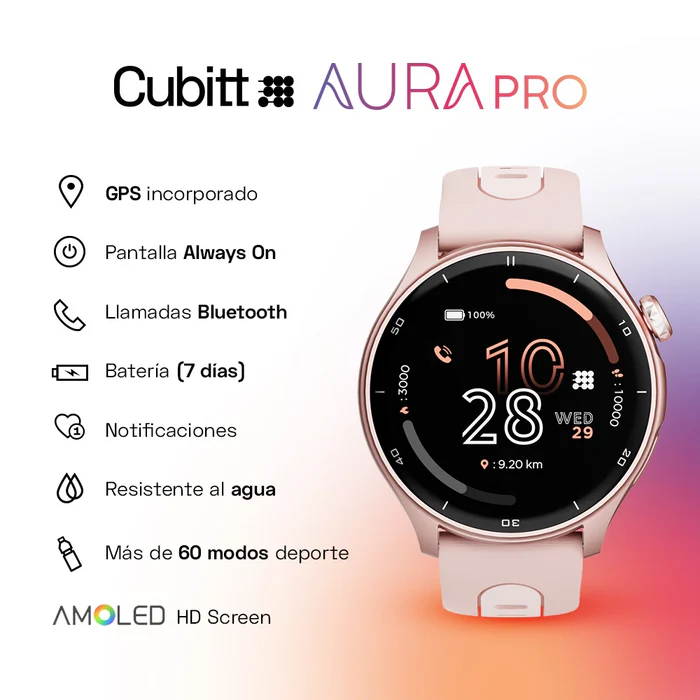 Cubitt AURA PRO
GPS incorporado
Pantalla Always On
Llamadas Bluetooth
Batería (7 días)
1
Notificaciones
Resistente al agua
Más de 60 modos deporte
AMOLED HD Screen
100%
50
10
10
28
WED
29
: 3000
: 10000
: 9.20 km
40
20
30